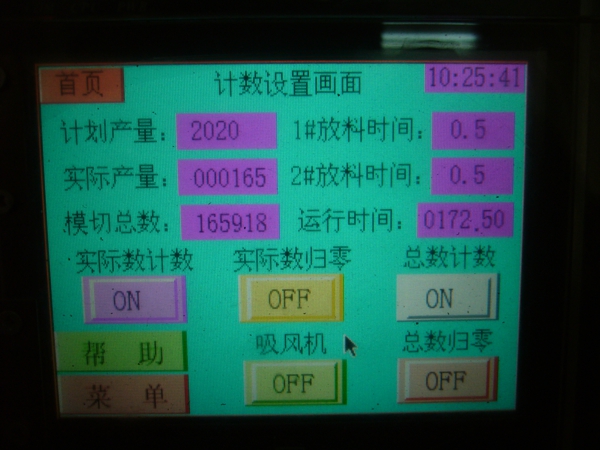 首页 计数设置画面 10:25:41
计划产量: 2020 1#放料时间: 0.5
实际产量: 000165 2#放料时间: 0.5
模切总数: 165918 运行时间: 0172.50
实际数计数 实际数归零 总数计数
ON OFF ON
帮 助 吸风机 总数归零
菜 单 OFF OFF